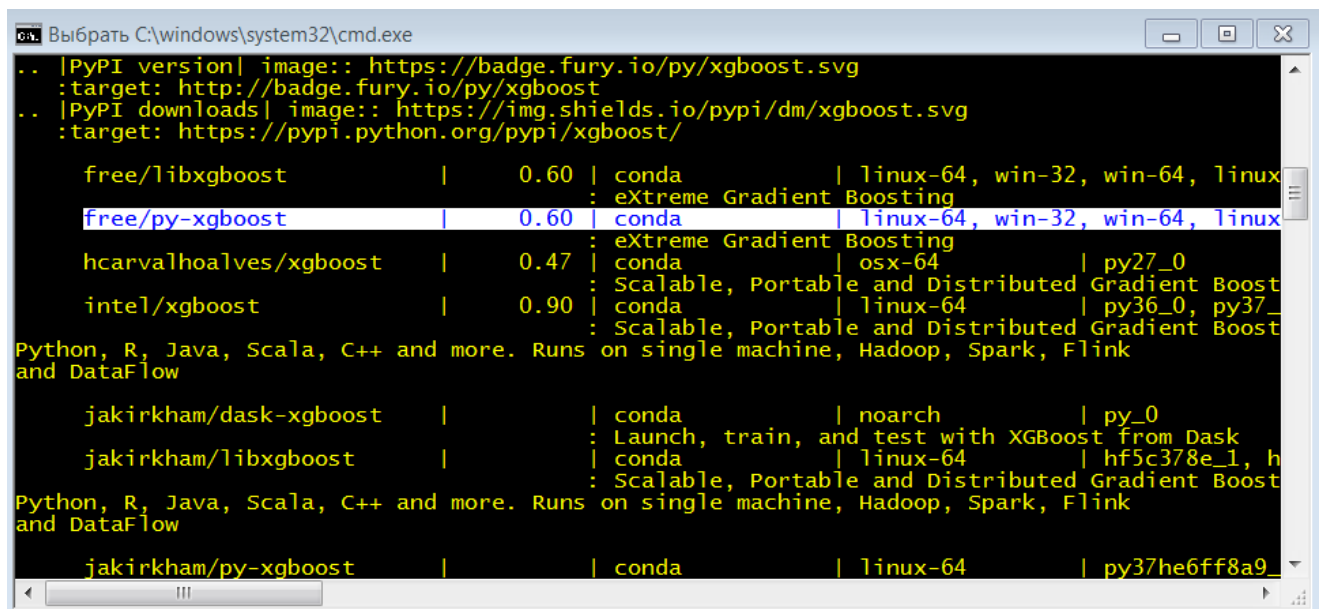 Выбрать C:\windows\system32\cmd.exe
.. |PyPI version| image:: https://badge.fury.io/py/xgboost.svg
:target: http://badge.fury.io/py/xgboost
.. |PyPI downloads| image:: https://img.shields.io/pypi/dm/xgboost.svg
:target: https://pypi.python.org/pypi/xgboost/
free/libxgboost | 0.60 | conda | linux-64, win-32, win-64, linux
: eXtreme Gradient Boosting
free/py-xgboost | 0.60 | conda | linux-64, win-32, win-64, linux
: eXtreme Gradient Boosting
hcarvalhoalves/xgboost | 0.47 | conda | osx-64 | py27_0
: Scalable, Portable and Distributed Gradient Boost
intel/xgboost | 0.90 | conda | linux-64 | py36_0, py37_
: Scalable, Portable and Distributed Gradient Boost
Python, R, Java, Scala, C++ and more. Runs on single machine, Hadoop, Spark, Flink
and DataFlow
jakirkham/dask-xgboost | | conda | noarch | py_0
: Launch, train, and test with XGBoost from Dask
jakirkham/libxgboost | | conda | linux-64 | hf5c378e_1, h
: Scalable, Portable and Distributed Gradient Boost
Python, R, Java, Scala, C++ and more. Runs on single machine, Hadoop, Spark, Flink
and DataFlow
jakirkham/py-xgboost | | conda | linux-64 | py37he6ff8a9_